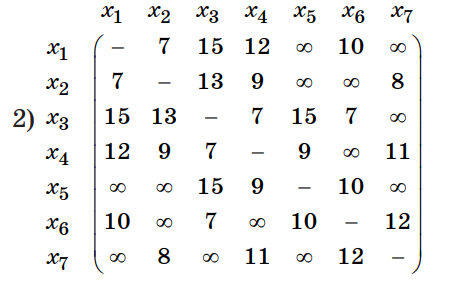 x₁ x₂ x₃ x₄ x₅ x₆ x₇
x₁ – 7 15 12 ∞ 10 ∞
x₂ 7 – 13 9 ∞ ∞ 8
2) x₃ 15 13 – 7 15 7 ∞
x₄ 12 9 7 – 9 ∞ 11
x₅ ∞ ∞ 15 9 – 10 ∞
x₆ 10 ∞ 7 ∞ 10 – 12
x₇ ∞ 8 ∞ 11 ∞ 12 –